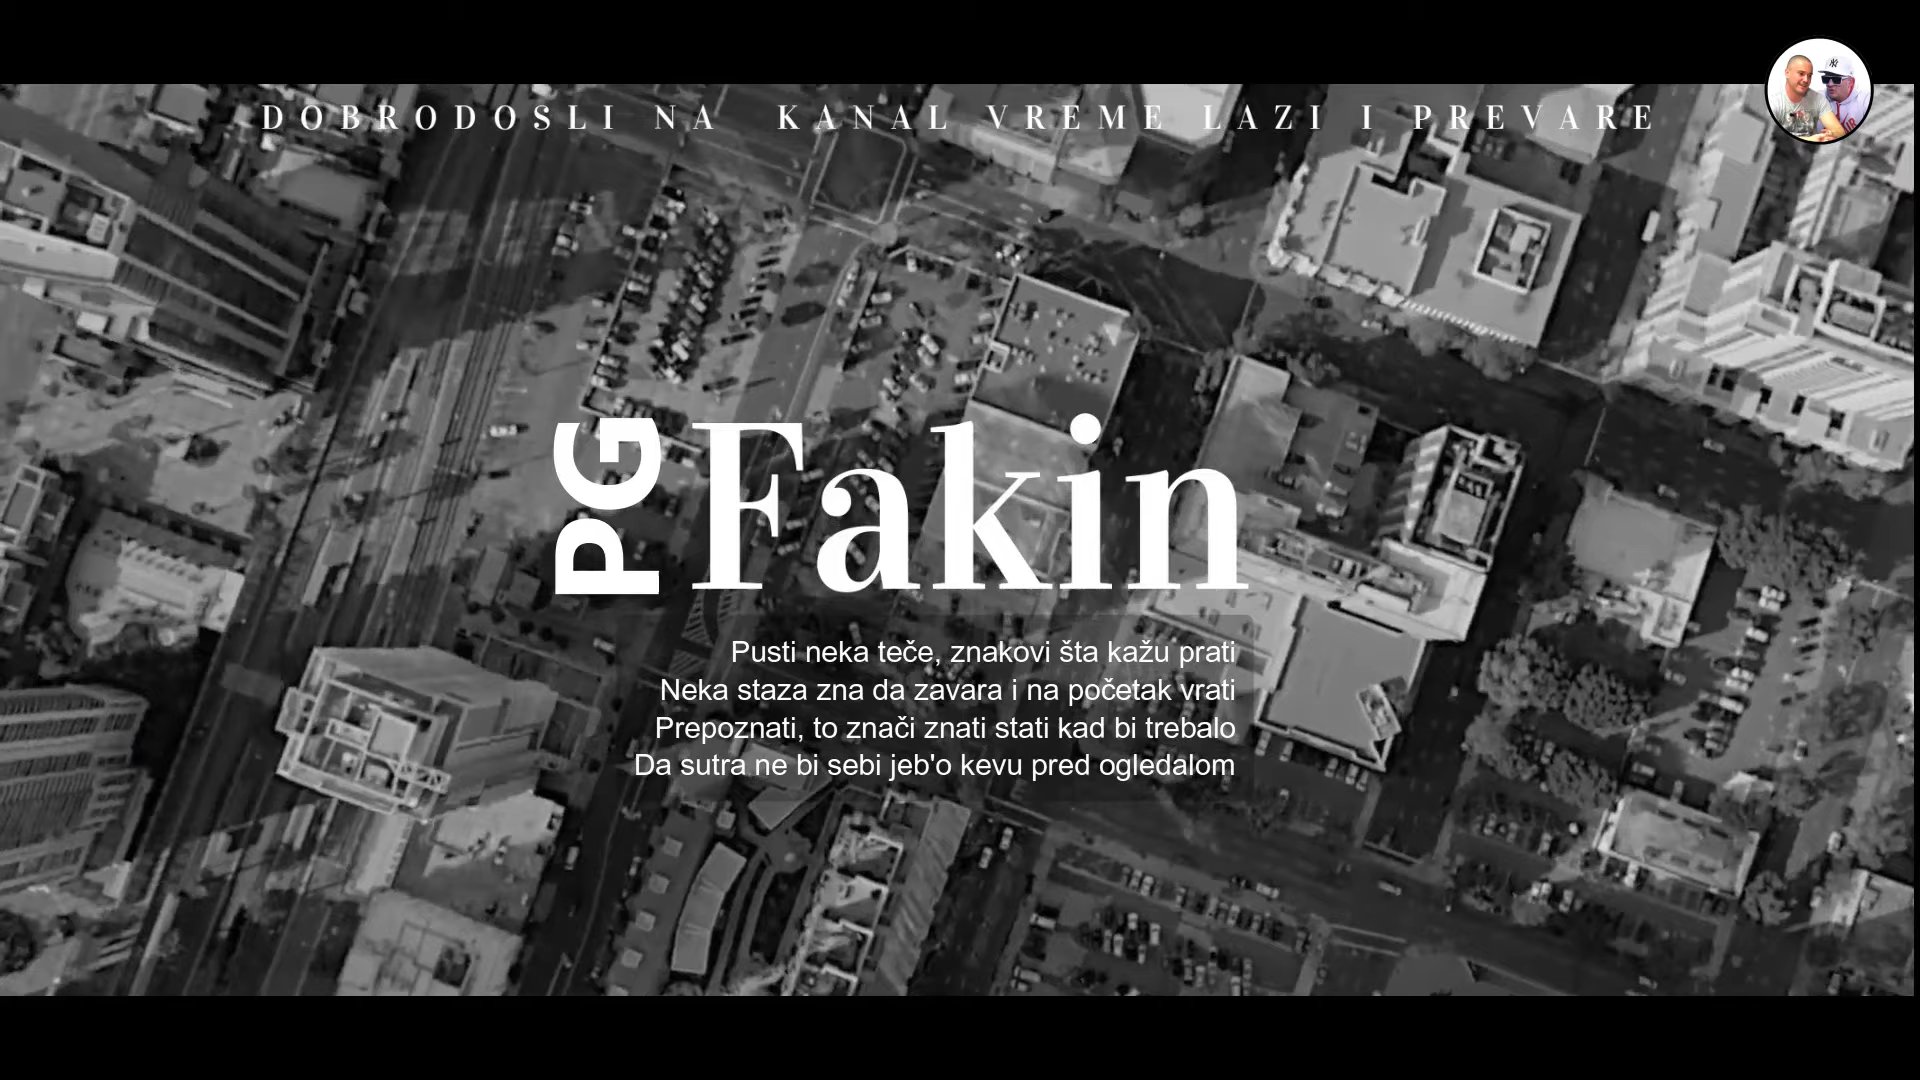 DOBRODOSLI NA KANAL VREME LAZI I PREVARE
PG Fakin
Pusti neka teče, znakovi šta kažu prati
Neka staza zna da zavara i na početak vrati
Prepoznati, to znači znati stati kad bi trebalo
Da sutra ne bi sebi jeb'o kevu pred ogledalom